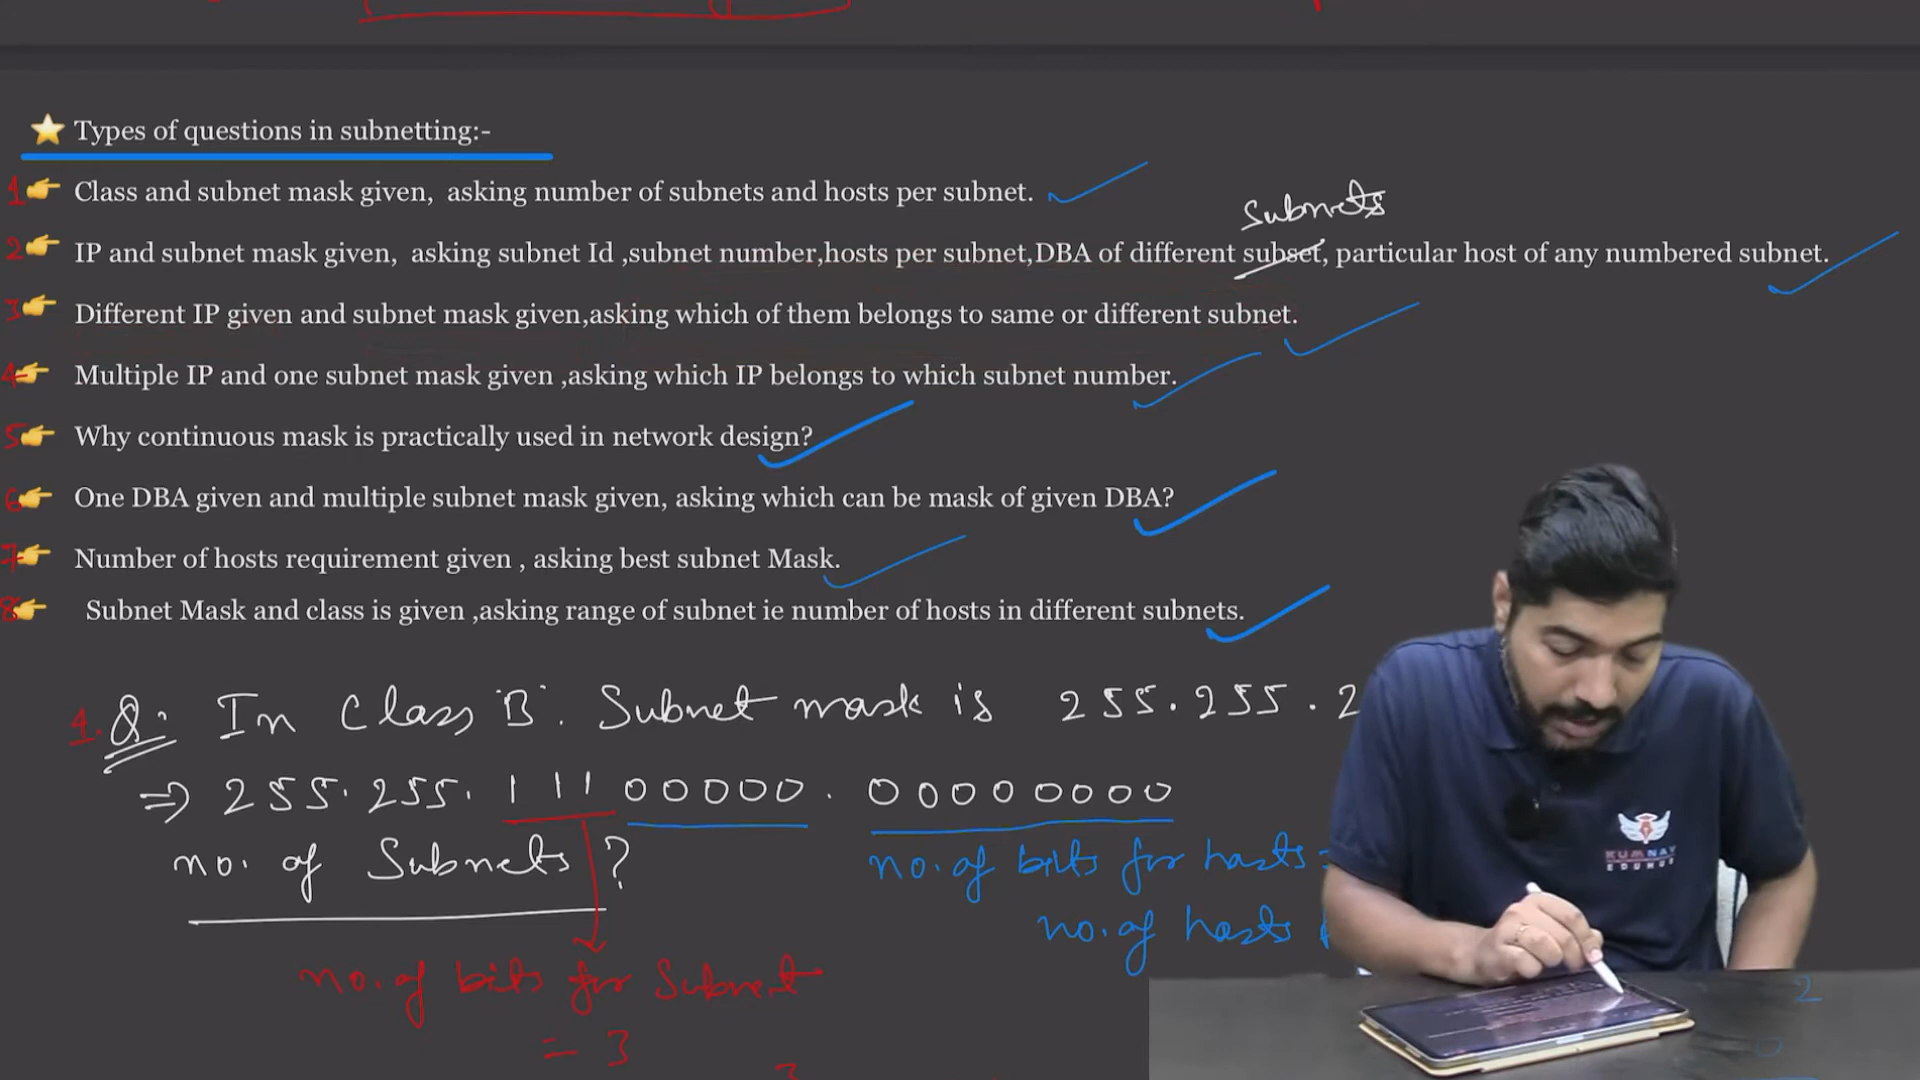 ⭐ Types of questions in subnetting:-
1 👉 Class and subnet mask given, asking number of subnets and hosts per subnet.
Subnets
2 👉 IP and subnet mask given, asking subnet Id ,subnet number,hosts per subnet,DBA of different subset, particular host of any numbered subnet.
3 👉 Different IP given and subnet mask given,asking which of them belongs to same or different subnet.
4 👉 Multiple IP and one subnet mask given ,asking which IP belongs to which subnet number.
5 👉 Why continuous mask is practically used in network design?
6 👉 One DBA given and multiple subnet mask given, asking which can be mask of given DBA?
7 👉 Number of hosts requirement given , asking best subnet Mask.
8 👉 Subnet Mask and class is given ,asking range of subnet ie number of hosts in different subnets.
1. Q: In Class 'B'. Subnet mask is 255.255.2
⇒ 255.255.11100000.00000000
no. of Subnets ?
no. of bits for hosts
no. of hosts
no. of bits for Subnet
= 3
KUMNAY
EDUHUB
2